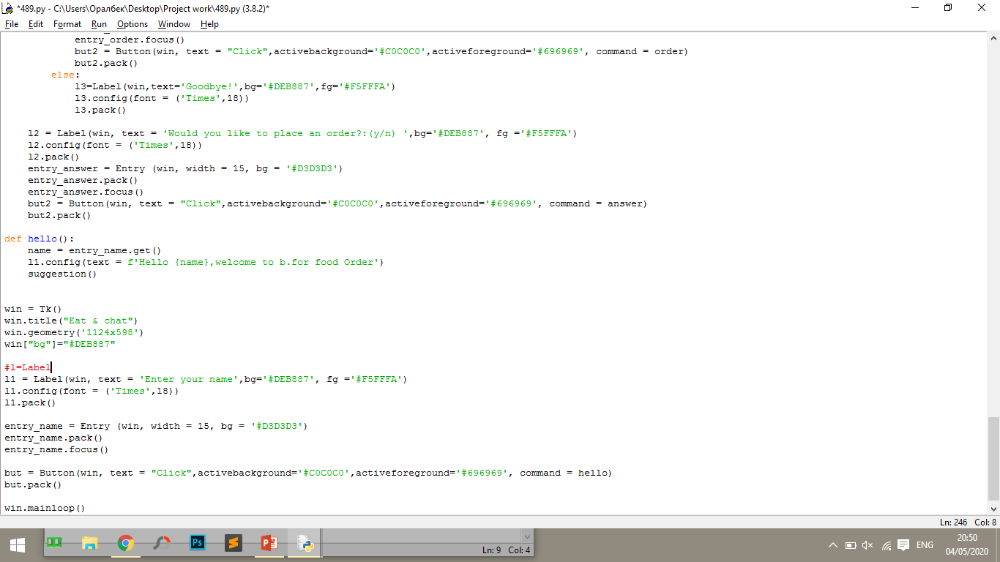 *489.py - C:\Users\Оралбек\Desktop\Project work\489.py (3.8.2)*
File Edit Format Run Options Window Help
            entry_order.focus()
            but2 = Button(win, text = "Click",activebackground='#C0C0C0',activeforeground='#696969', command = order)
            but2.pack()
        else:
            l3=Label(win,text='Goodbye!',bg='#DEB887',fg='#F5FFFA')
            l3.config(font = ('Times',18))
            l3.pack()
    l2 = Label(win, text = 'Would you like to place an order?:(y/n) ',bg='#DEB887', fg ='#F5FFFA')
    l2.config(font = ('Times',18))
    l2.pack()
    entry_answer = Entry (win, width = 15, bg = '#D3D3D3')
    entry_answer.pack()
    entry_answer.focus()
    but2 = Button(win, text = "Click",activebackground='#C0C0C0',activeforeground='#696969', command = answer)
    but2.pack()
def hello():
    name = entry_name.get()
    l1.config(text = f'Hello {name},welcome to b.for food Order')
    suggestion()
win = Tk()
win.title("Eat & chat")
win.geometry('1124x598')
win["bg"]="#DEB887"
#l=Label
l1 = Label(win, text = 'Enter your name',bg='#DEB887', fg ='#F5FFFA')
l1.config(font = ('Times',18))
l1.pack()
entry_name = Entry (win, width = 15, bg = '#D3D3D3')
entry_name.pack()
entry_name.focus()
but = Button(win, text = "Click",activebackground='#C0C0C0',activeforeground='#696969', command = hello)
but.pack()
win.mainloop()
Ln: 246 Col: 8
Ps
Ln: 9 Col: 4
ENG
20:50
04/05/2020